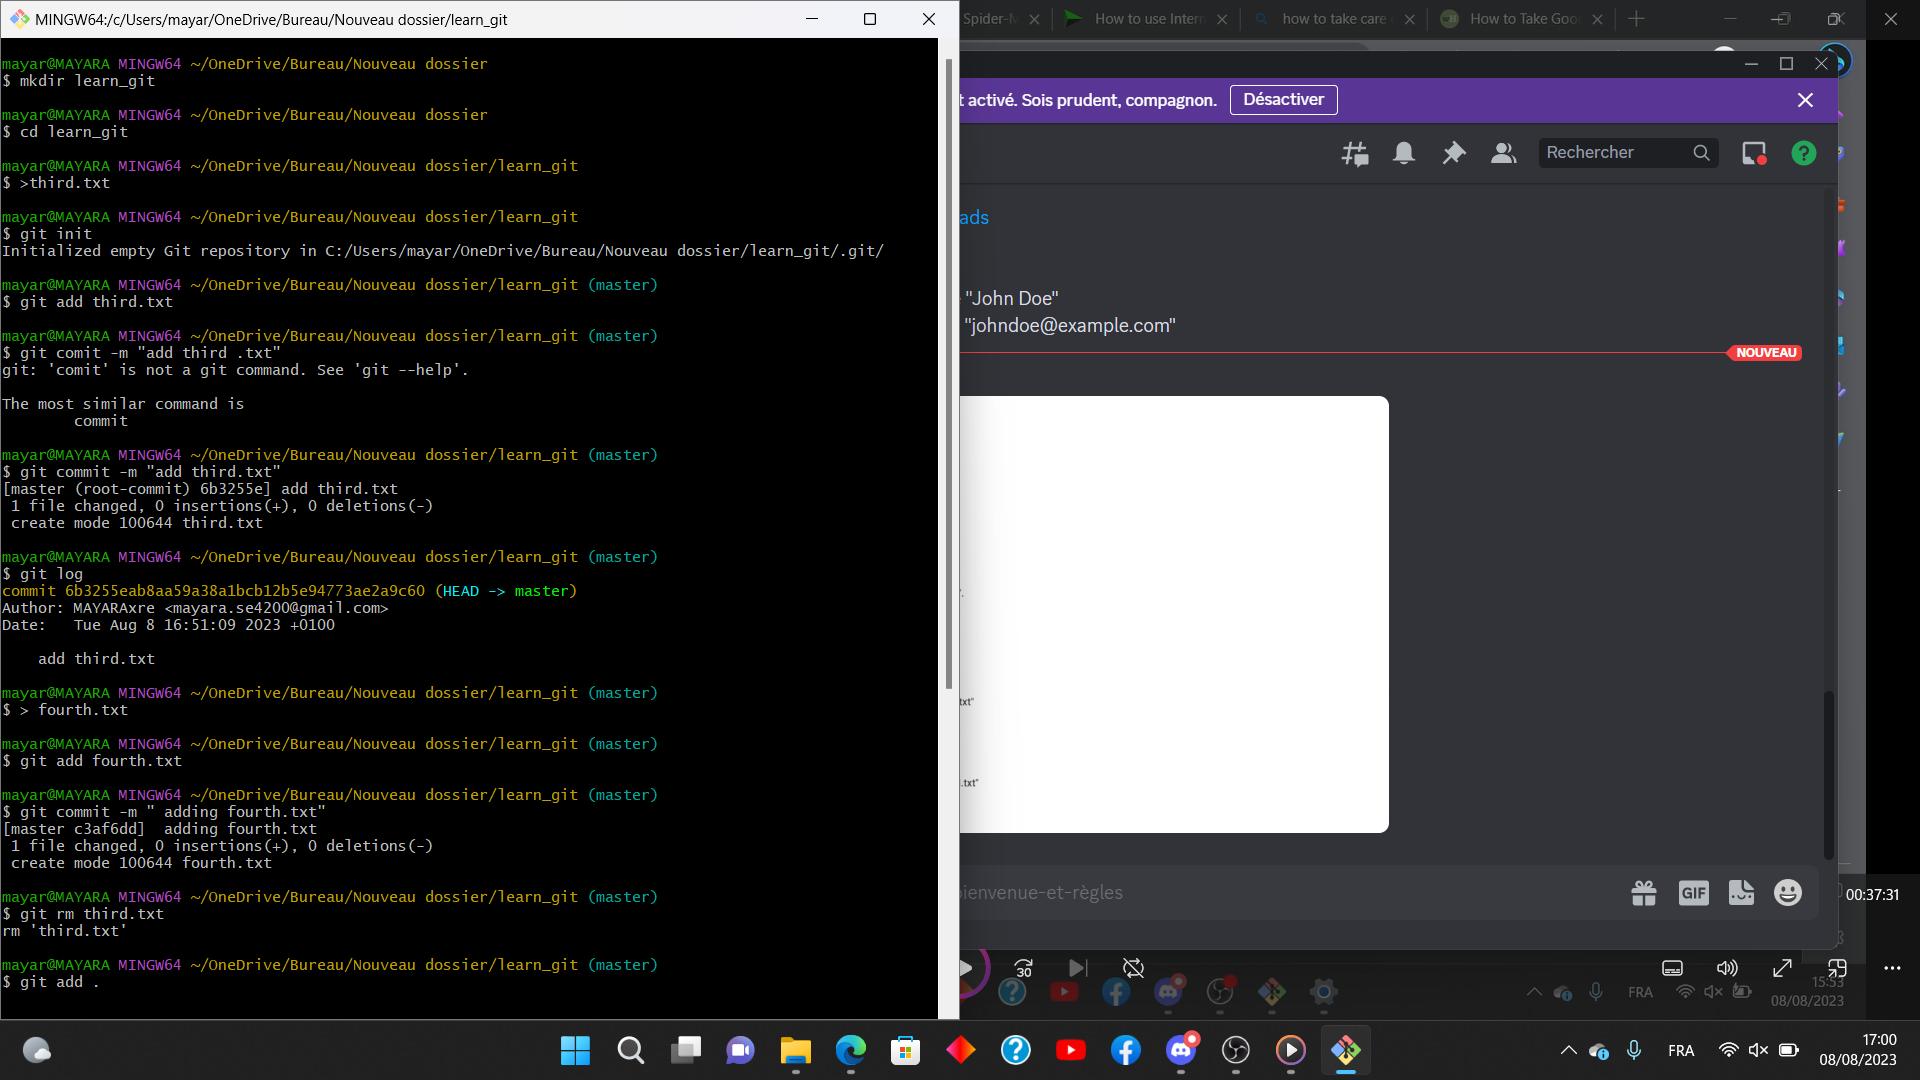 MINGW64:/c/Users/mayar/OneDrive/Bureau/Nouveau dossier/learn_git
mayar@MAYARA MINGW64 ~/OneDrive/Bureau/Nouveau dossier
$ mkdir learn_git
mayar@MAYARA MINGW64 ~/OneDrive/Bureau/Nouveau dossier
$ cd learn_git
mayar@MAYARA MINGW64 ~/OneDrive/Bureau/Nouveau dossier/learn_git
$ >third.txt
mayar@MAYARA MINGW64 ~/OneDrive/Bureau/Nouveau dossier/learn_git
$ git init
Initialized empty Git repository in C:/Users/mayar/OneDrive/Bureau/Nouveau dossier/learn_git/.git/
mayar@MAYARA MINGW64 ~/OneDrive/Bureau/Nouveau dossier/learn_git (master)
$ git add third.txt
mayar@MAYARA MINGW64 ~/OneDrive/Bureau/Nouveau dossier/learn_git (master)
$ git comit -m "add third .txt"
git: 'comit' is not a git command. See 'git --help'.
The most similar command is
commit
mayar@MAYARA MINGW64 ~/OneDrive/Bureau/Nouveau dossier/learn_git (master)
$ git commit -m "add third.txt"
[master (root-commit) 6b3255e] add third.txt
1 file changed, 0 insertions(+), 0 deletions(-)
create mode 100644 third.txt
mayar@MAYARA MINGW64 ~/OneDrive/Bureau/Nouveau dossier/learn_git (master)
$ git log
commit 6b3255eab8aa59a38a1bcb12b5e94773ae2a9c60 (HEAD -> master)
Author: MAYARAxre <mayara.se4200@gmail.com>
Date:   Tue Aug 8 16:51:09 2023 +0100
add third.txt
mayar@MAYARA MINGW64 ~/OneDrive/Bureau/Nouveau dossier/learn_git (master)
$ > fourth.txt
mayar@MAYARA MINGW64 ~/OneDrive/Bureau/Nouveau dossier/learn_git (master)
$ git add fourth.txt
mayar@MAYARA MINGW64 ~/OneDrive/Bureau/Nouveau dossier/learn_git (master)
$ git commit -m " adding fourth.txt"
[master c3af6dd]  adding fourth.txt
1 file changed, 0 insertions(+), 0 deletions(-)
create mode 100644 fourth.txt
mayar@MAYARA MINGW64 ~/OneDrive/Bureau/Nouveau dossier/learn_git (master)
$ git rm third.txt
rm 'third.txt'
mayar@MAYARA MINGW64 ~/OneDrive/Bureau/Nouveau dossier/learn_git (master)
$ git add .
Spider-M How to use Intern how to take care How to Take Goo
t activé. Sois prudent, compagnon. Désactiver
Rechercher
ads
"John Doe"
"johndoe@example.com"
NOUVEAU
txt"
.txt"
bienvenue-et-règles
GIF
00:37:31
30
FRA
15:53
08/08/2023
FRA
17:00
08/08/2023